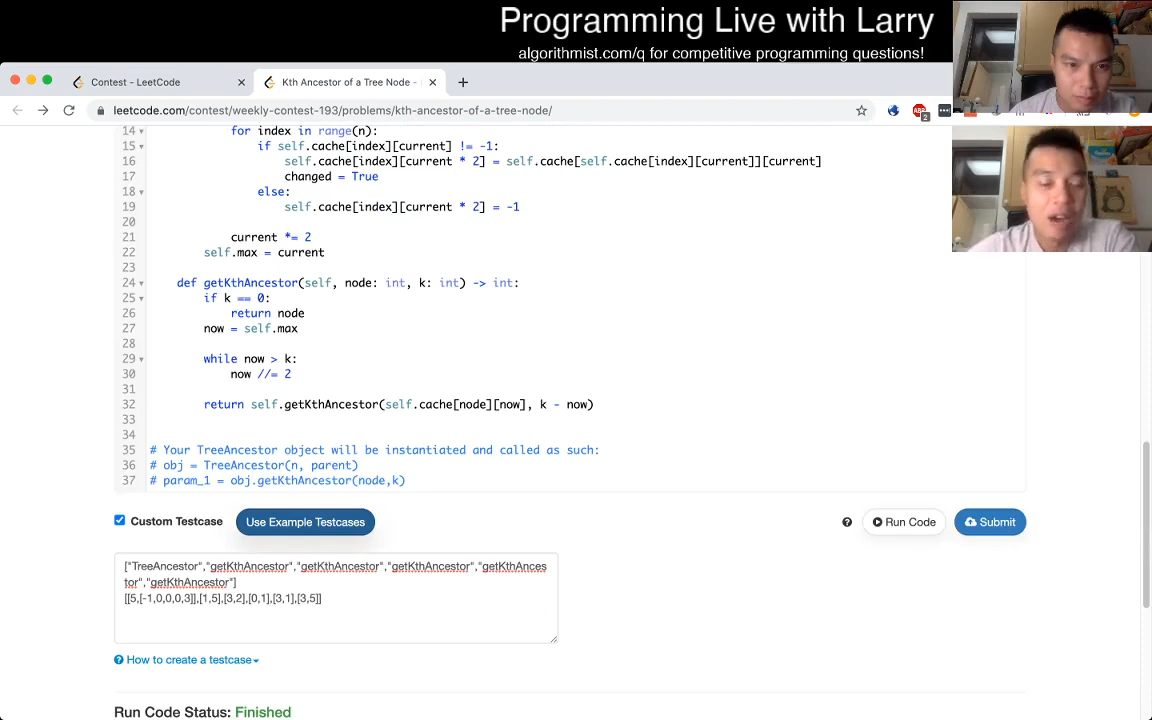 Programming Live with Larry
algorithmist.com/q for competitive programming questions!
Contest - LeetCode
Kth Ancestor of a Tree Node -
leetcode.com/contest/weekly-contest-193/problems/kth-ancestor-of-a-tree-node/
ABP
2
14 for index in range(n):
15 if self.cache[index][current] != -1:
16 self.cache[index][current * 2] = self.cache[self.cache[index][current]][current]
17 changed = True
18 else:
19 self.cache[index][current * 2] = -1
20
21 current *= 2
22 self.max = current
23
24 def getKthAncestor(self, node: int, k: int) -> int:
25 if k == 0:
26 return node
27 now = self.max
28
29 while now > k:
30 now //= 2
31
32 return self.getKthAncestor(self.cache[node][now], k - now)
33
34
35 # Your TreeAncestor object will be instantiated and called as such:
36 # obj = TreeAncestor(n, parent)
37 # param_1 = obj.getKthAncestor(node,k)
Custom Testcase
Use Example Testcases
? Run Code
Submit
["TreeAncestor","getKthAncestor","getKthAncestor","getKthAncestor","getKthAnces
tor","getKthAncestor"]
[[5,[-1,0,0,0,3]],[1,5],[3,2],[0,1],[3,1],[3,5]]
? How to create a testcase
Run Code Status: Finished